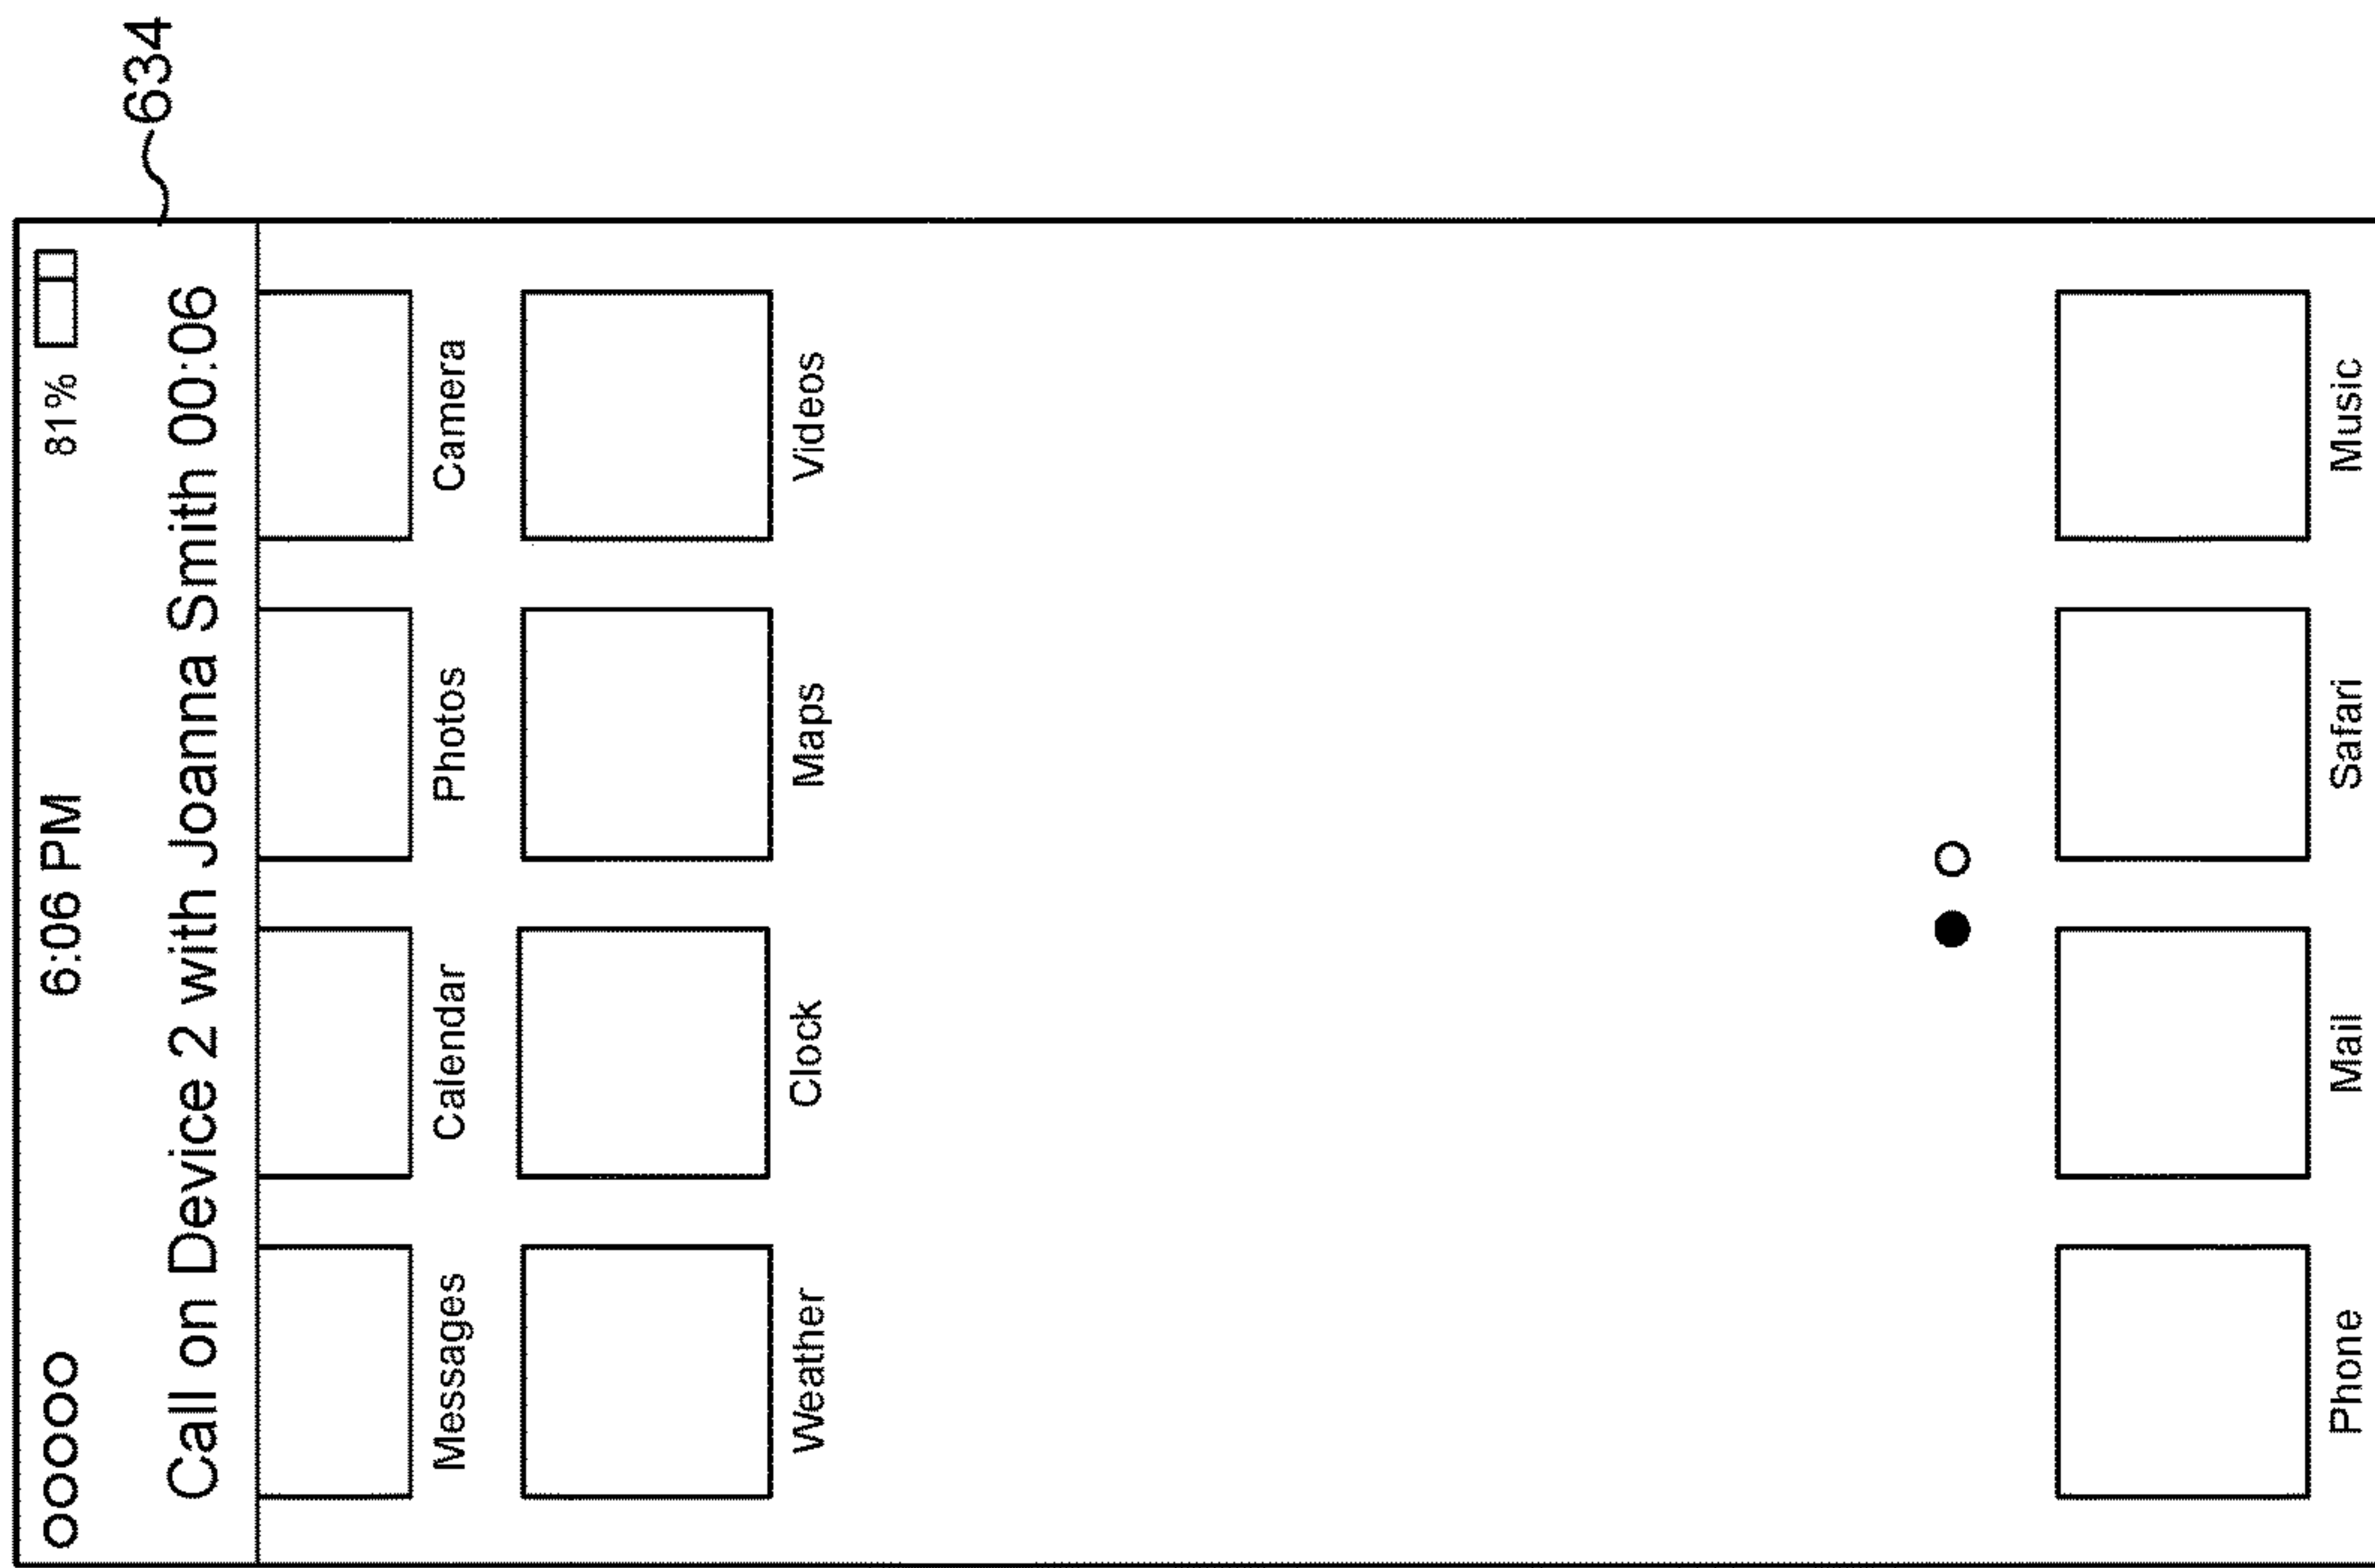 6:06 PM 81%
Call on Device 2 with Joanna Smith 00:06
634
Messages Calendar Photos Camera
Weather Clock Maps Videos
Phone Mail Safari Music